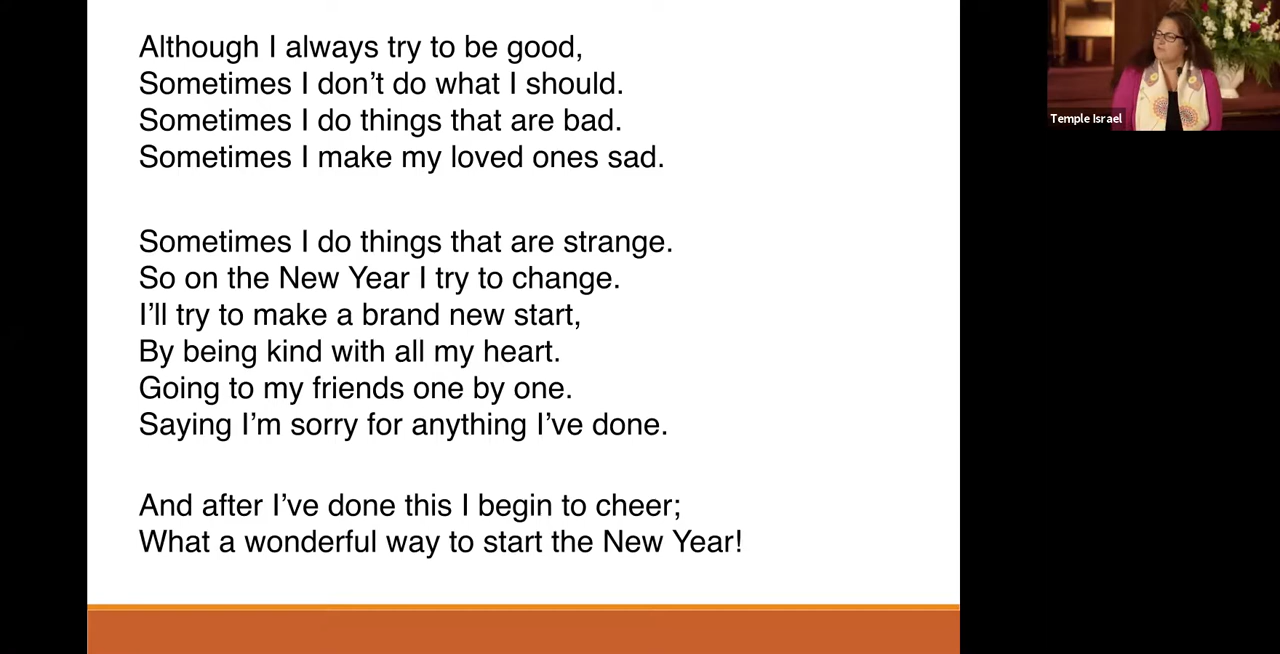 Although I always try to be good,
Sometimes I don’t do what I should.
Sometimes I do things that are bad.
Sometimes I make my loved ones sad.
Sometimes I do things that are strange.
So on the New Year I try to change.
I’ll try to make a brand new start,
By being kind with all my heart.
Going to my friends one by one.
Saying I’m sorry for anything I’ve done.
And after I’ve done this I begin to cheer;
What a wonderful way to start the New Year!
Temple Israel